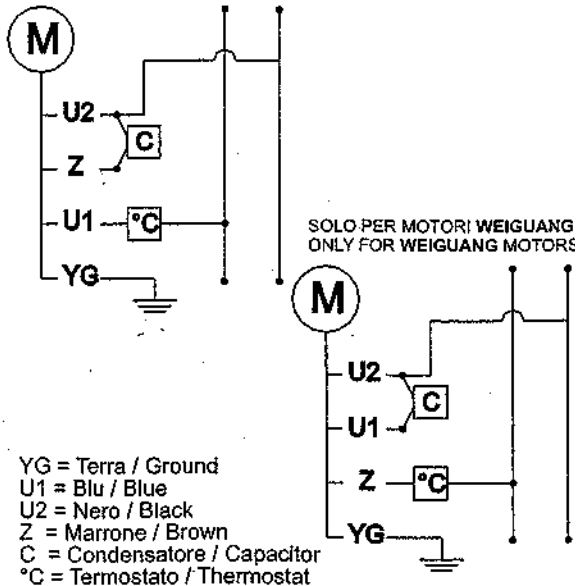 M
U2
C
Z
U1 °C
YG
SOLO PER MOTORI WEIGUANG
ONLY FOR WEIGUANG MOTORS
M
U2
C
U1
Z °C
YG
YG = Terra / Ground
U1 = Blu / Blue
U2 = Nero / Black
Z = Marrone / Brown
C = Condensatore / Capacitor
°C = Termostato / Thermostat